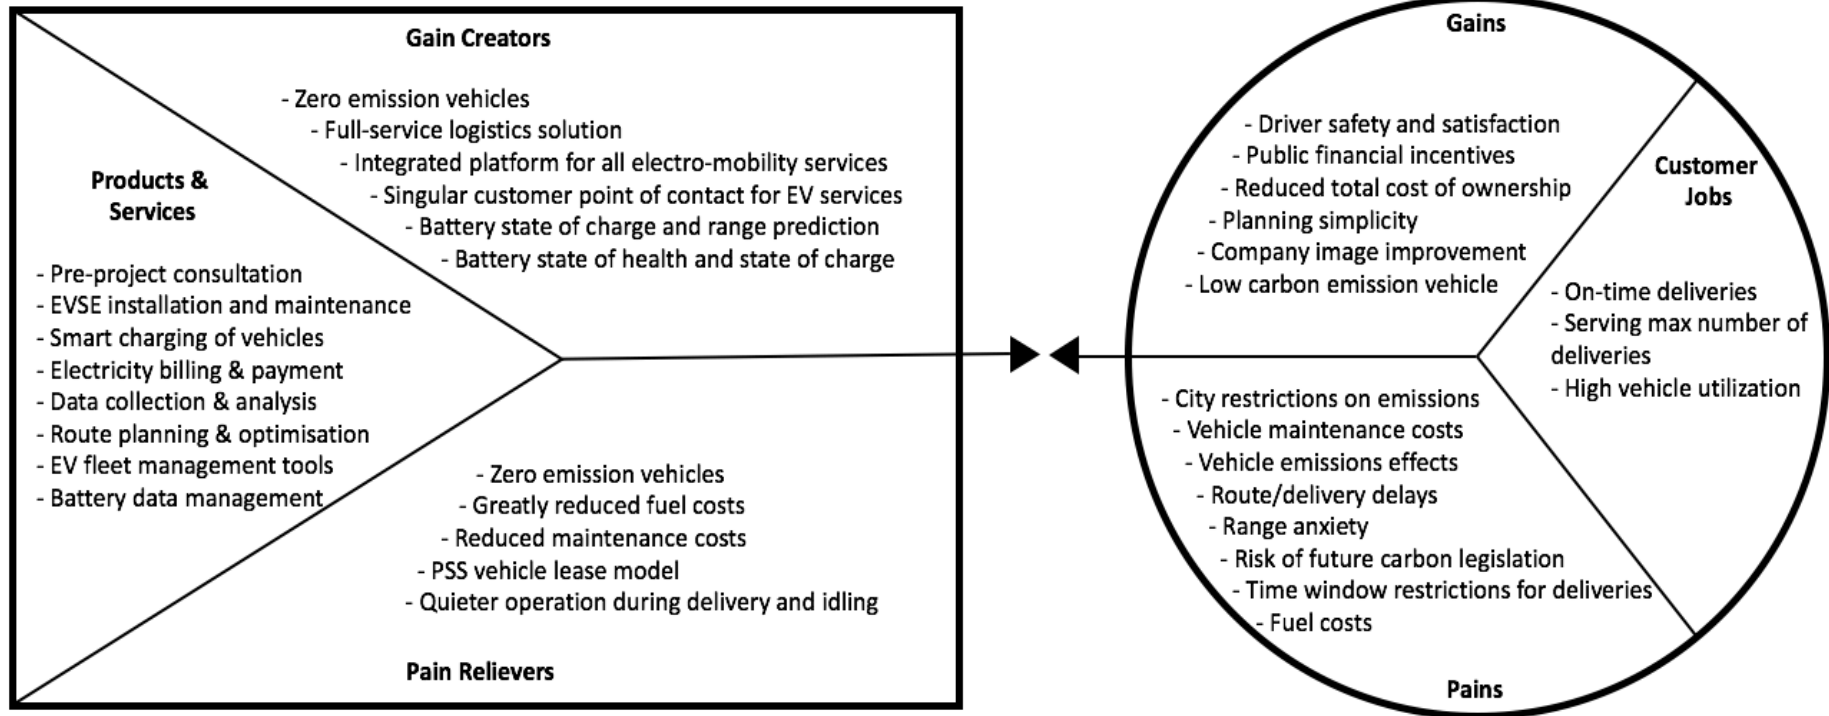 Gain Creators
- Zero emission vehicles
- Full-service logistics solution
- Integrated platform for all electro-mobility services
- Singular customer point of contact for EV services
- Battery state of charge and range prediction
- Battery state of health and state of charge
Products &
Services
- Pre-project consultation
- EVSE installation and maintenance
- Smart charging of vehicles
- Electricity billing & payment
- Data collection & analysis
- Route planning & optimisation
- EV fleet management tools
- Battery data management
- Zero emission vehicles
- Greatly reduced fuel costs
- Reduced maintenance costs
- PSS vehicle lease model
- Quieter operation during delivery and idling
Pain Relievers
Gains
- Driver safety and satisfaction
- Public financial incentives
- Reduced total cost of ownership
- Planning simplicity
- Company image improvement
- Low carbon emission vehicle
Customer
Jobs
- On-time deliveries
- Serving max number of
deliveries
- High vehicle utilization
- City restrictions on emissions
- Vehicle maintenance costs
- Vehicle emissions effects
- Route/delivery delays
- Range anxiety
- Risk of future carbon legislation
- Time window restrictions for deliveries
- Fuel costs
Pains